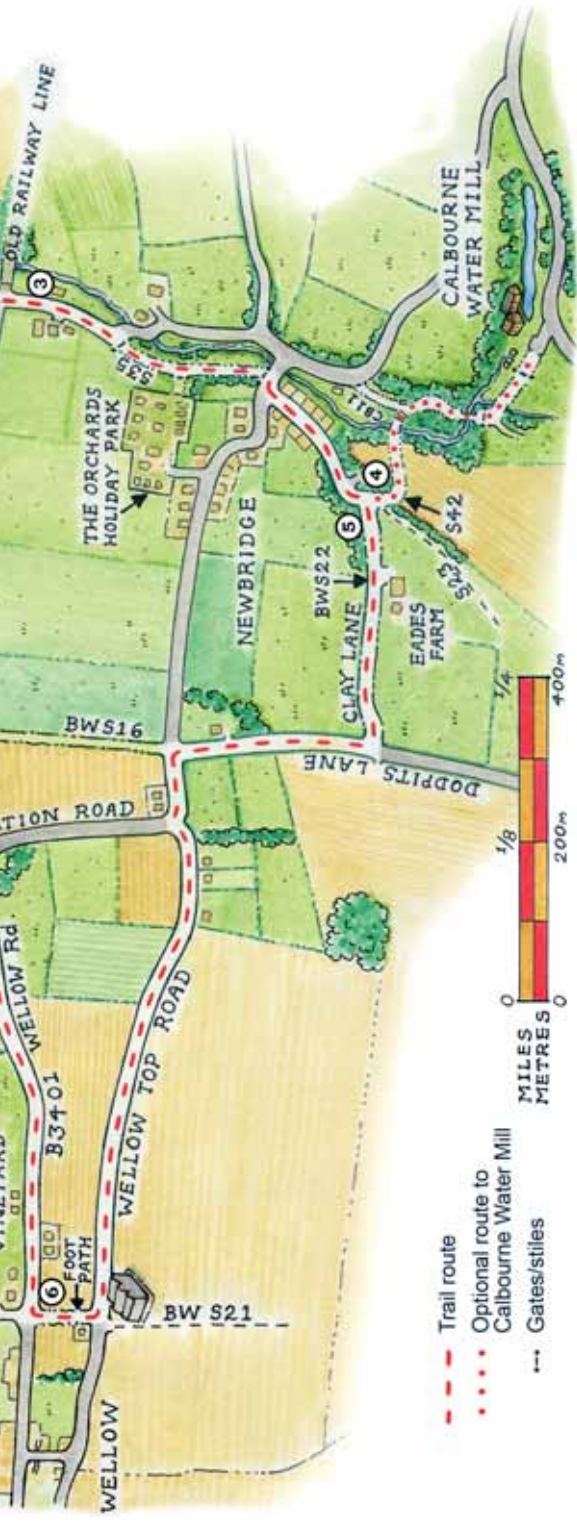 OLD RAILWAY LINE
3
S35
THE ORCHARDS
HOLIDAY PARK
CALBOURNE
WATER MILL
CB11
NEWBRIDGE
4
5
S42
S23
BWS22
CLAY LANE
EADES
FARM
BWS16
DODPITS LANE
TION ROAD
WELLOW Rd.
B3401
WELLOW TOP ROAD
6
FOOT
PATH
BW S21
WELLOW
MILES
0 1/8 1/4
METRES
0 200m 400m
Trail route
Optional route to
Calbourne Water Mill
Gates/stiles